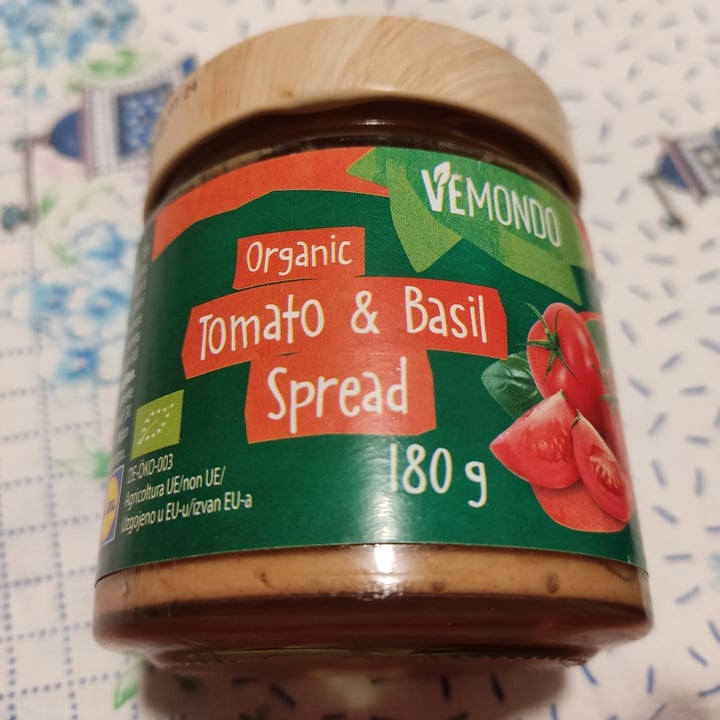 VEMONDO
Organic
Tomato & Basil
Spread
180 g
DE-ÖKO-003
Agricoltura UE/non UE/
Uzgojeno u EU-u/izvan EU-a